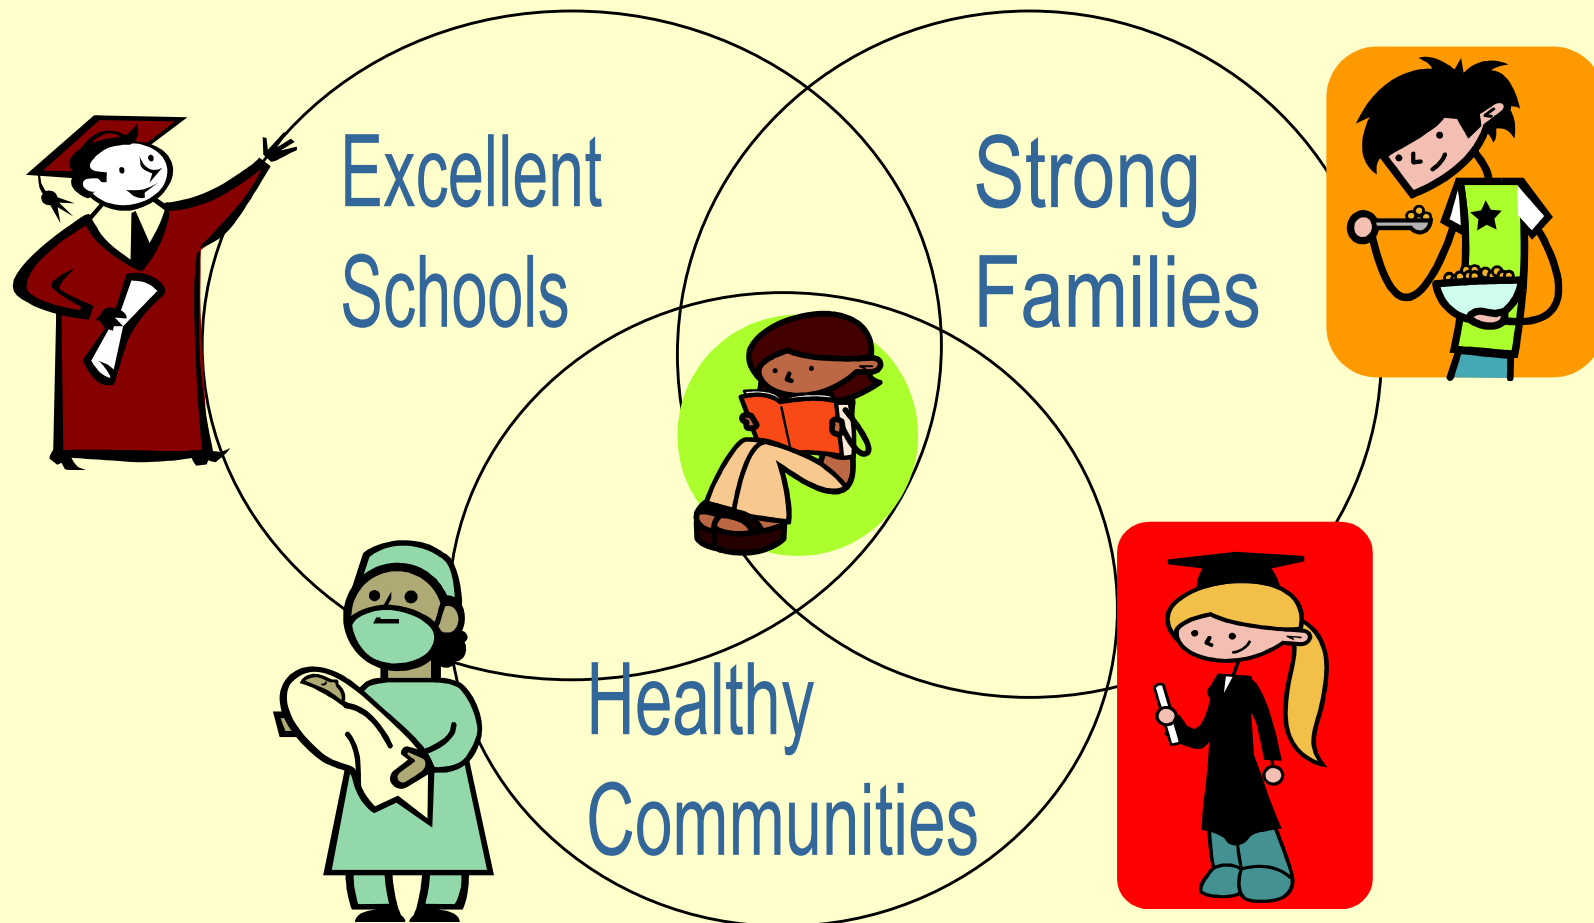 Excellent
Schools
Strong
Families
Healthy
Communities